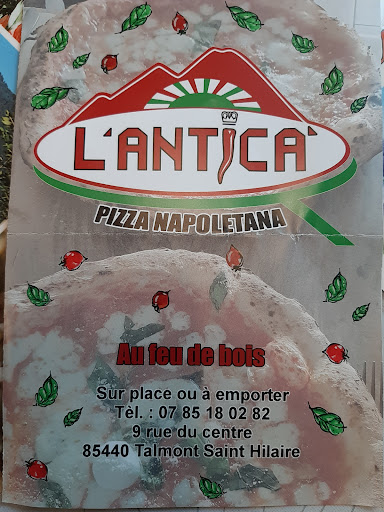 L'ANTICA'
PIZZA NAPOLETANA
Au feu de bois
Sur place ou à emporter
Tèl. : 07 85 18 02 82
9 rue du centre
85440 Talmont Saint Hilaire